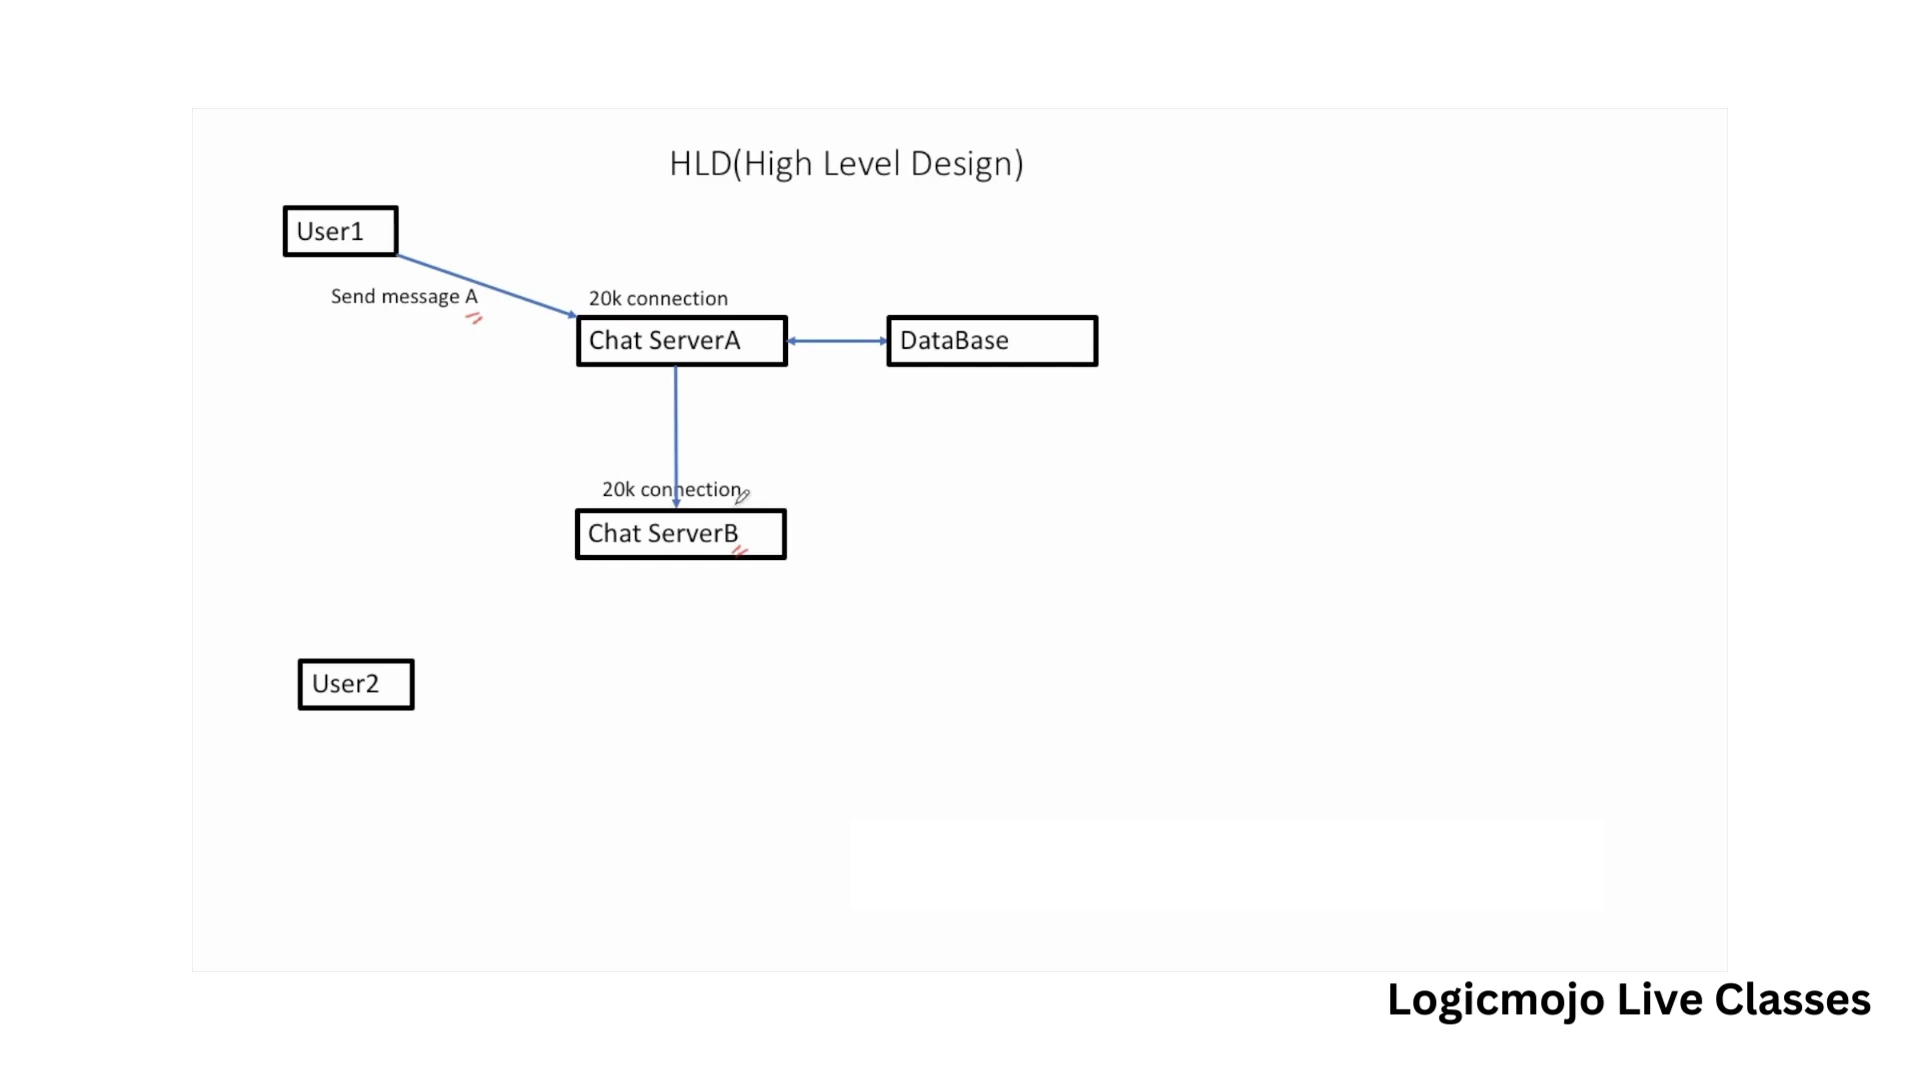 HLD(High Level Design)
User1
Send message A
20k connection
Chat ServerA
DataBase
20k connection
Chat ServerB
User2
Logicmojo Live Classes